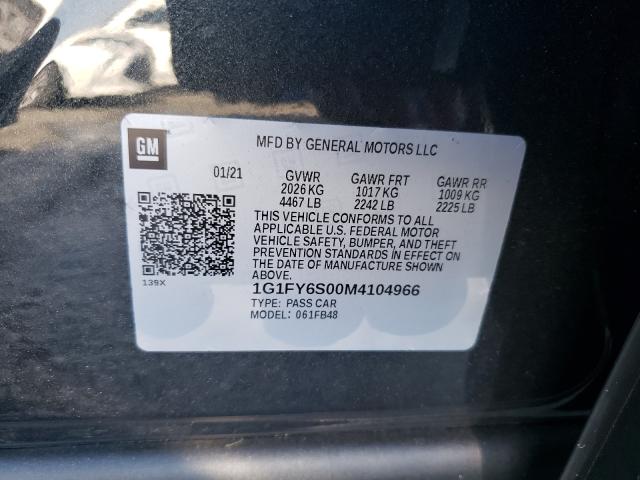 GM
MFD BY GENERAL MOTORS LLC
01/21 GVWR GAWR FRT GAWR RR
2026 KG 1017 KG 1009 KG
4467 LB 2242 LB 2225 LB
THIS VEHICLE CONFORMS TO ALL
APPLICABLE U.S. FEDERAL MOTOR
VEHICLE SAFETY, BUMPER, AND THEFT
PREVENTION STANDARDS IN EFFECT ON
THE DATE OF MANUFACTURE SHOWN
ABOVE.
139X
1G1FY6S00M4104966
TYPE: PASS CAR
MODEL: 061FB48